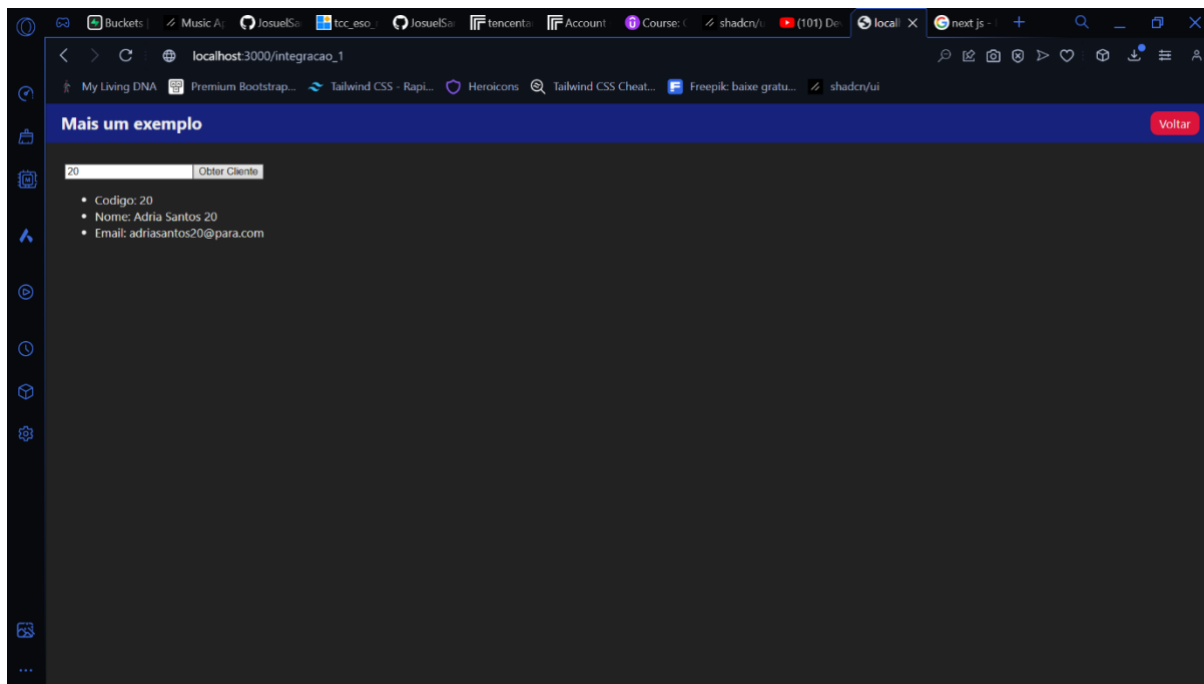 Buckets | Music Ap JosuelSa tcc_eso_ JosuelSa tencenta Account Course: C shadcn/u (101) De locall next js - 
localhost:3000/integracao_1
My Living DNA Premium Bootstrap... Tailwind CSS - Rapi... Heroicons Tailwind CSS Cheat... Freepik: baixe gratu... shadcn/ui
Mais um exemplo Voltar
20 Obter Cliente
• Codigo: 20
• Nome: Adria Santos 20
• Email: adriasantos20@para.com